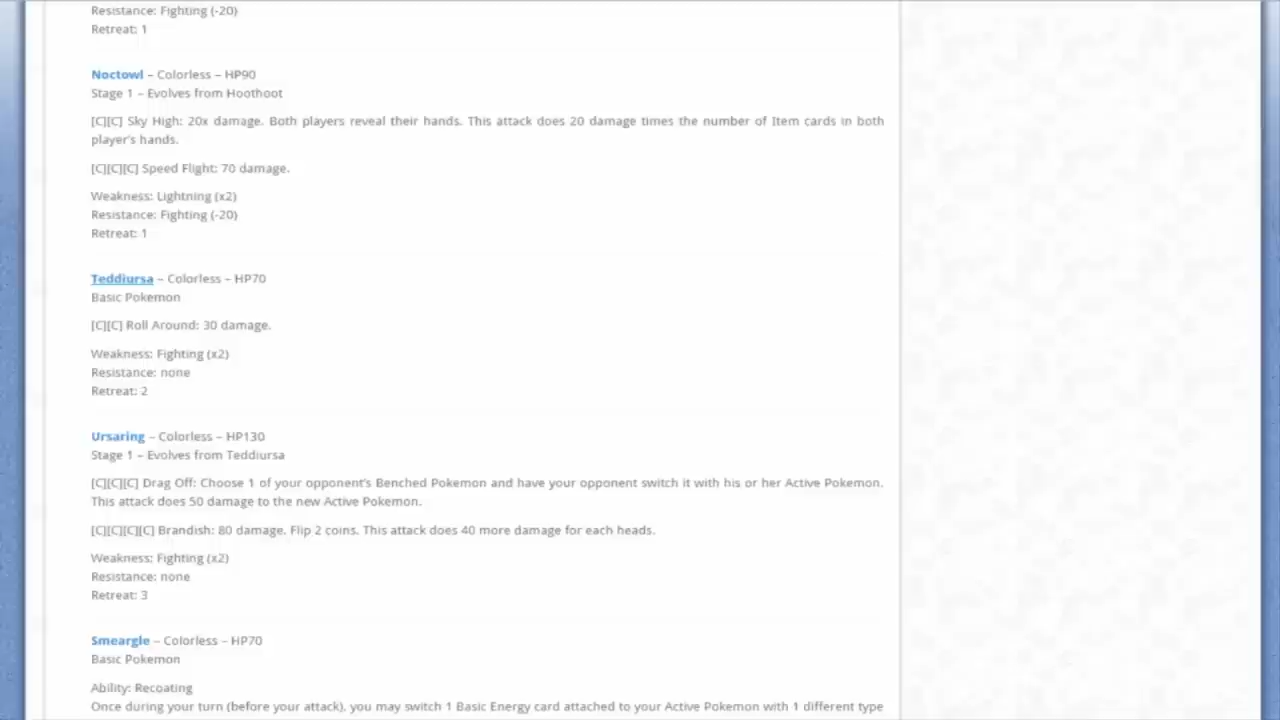 Resistance: Fighting (-20)
Retreat: 1
Noctowl – Colorless – HP90
Stage 1 – Evolves from Hoothoot
[C][C] Sky High: 20x damage. Both players reveal their hands. This attack does 20 damage times the number of Item cards in both
player's hands.
[C][C][C] Speed Flight: 70 damage.
Weakness: Lightning (x2)
Resistance: Fighting (-20)
Retreat: 1
Teddiursa – Colorless – HP70
Basic Pokemon
[C][C] Roll Around: 30 damage.
Weakness: Fighting (x2)
Resistance: none
Retreat: 2
Ursaring – Colorless – HP130
Stage 1 – Evolves from Teddiursa
[C][C][C] Drag Off: Choose 1 of your opponent's Benched Pokemon and have your opponent switch it with his or her Active Pokemon.
This attack does 50 damage to the new Active Pokemon.
[C][C][C][C] Brandish: 80 damage. Flip 2 coins. This attack does 40 more damage for each heads.
Weakness: Fighting (x2)
Resistance: none
Retreat: 3
Smeargle – Colorless – HP70
Basic Pokemon
Ability: Recoating
Once during your turn (before your attack), you may switch 1 Basic Energy card attached to your Active Pokemon with 1 different type